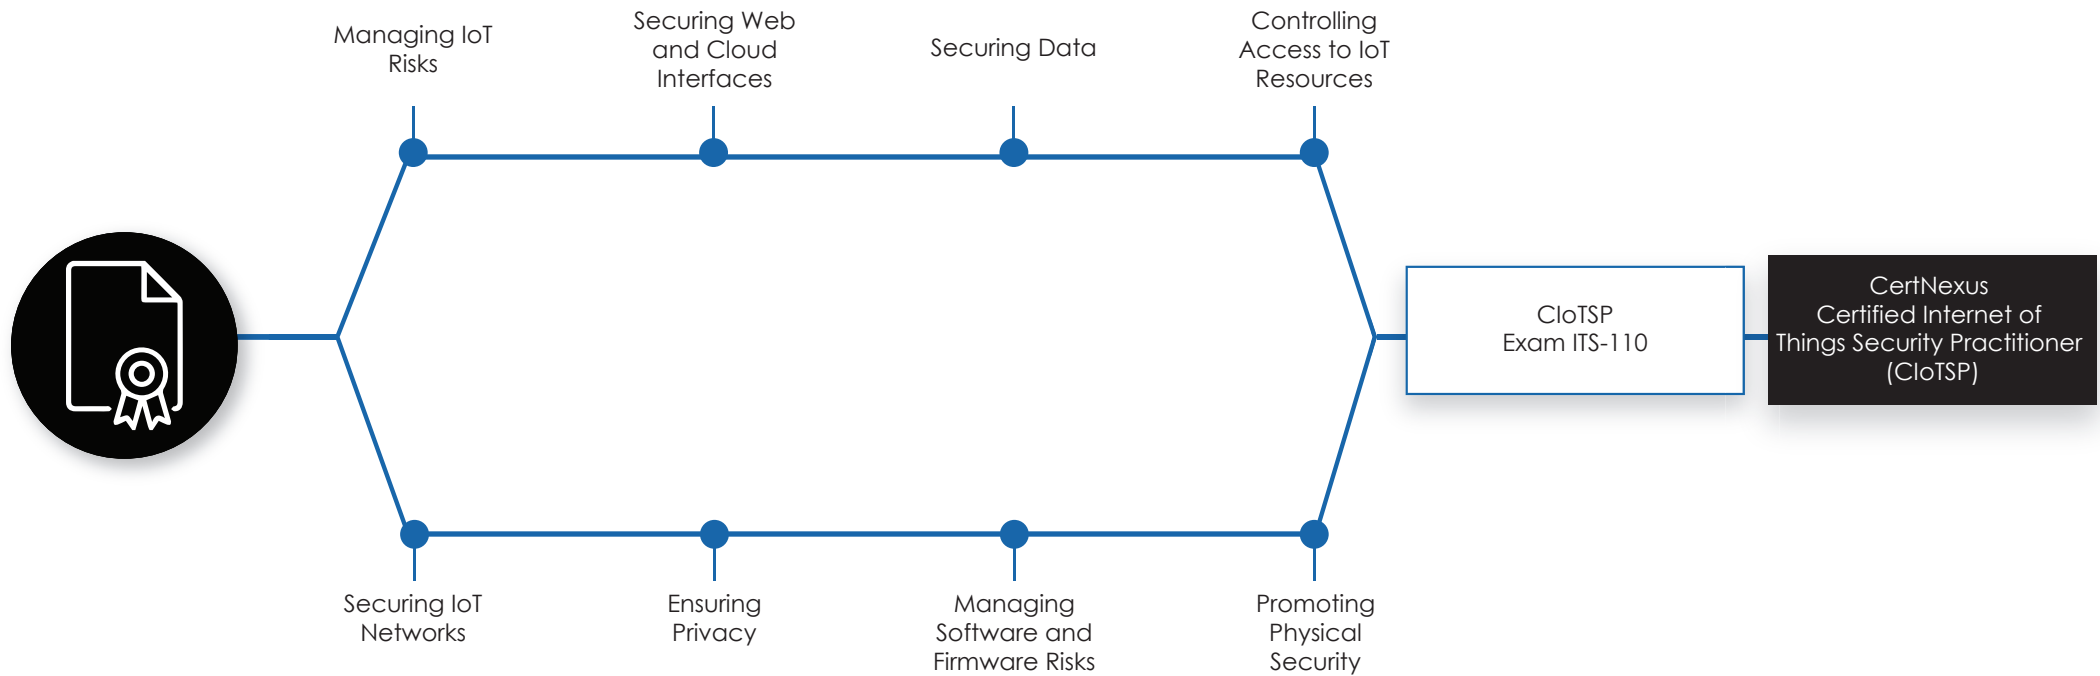 Managing IoT
Risks
Securing Web
and Cloud
Interfaces
Securing Data
Controlling
Access to IoT
Resources
CIoTSP
Exam ITS-110
CertNexus
Certified Internet of
Things Security Practitioner
(CIoTSP)
Securing IoT
Networks
Ensuring
Privacy
Managing
Software and
Firmware Risks
Promoting
Physical
Security